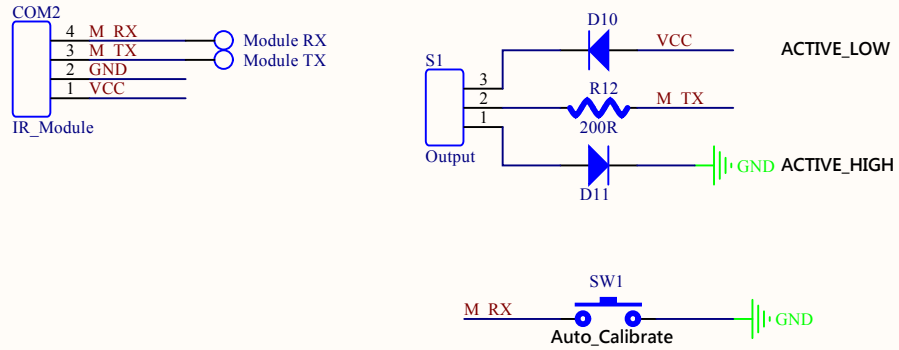 COM2
4 M_RX Module RX
3 M_TX Module TX
2 GND
1 VCC
IR_Module
D10
VCC ACTIVE_LOW
S1
3
R12
2 M_TX
200R
1
Output
GND ACTIVE_HIGH
D11
SW1
M_RX
GND
Auto_Calibrate